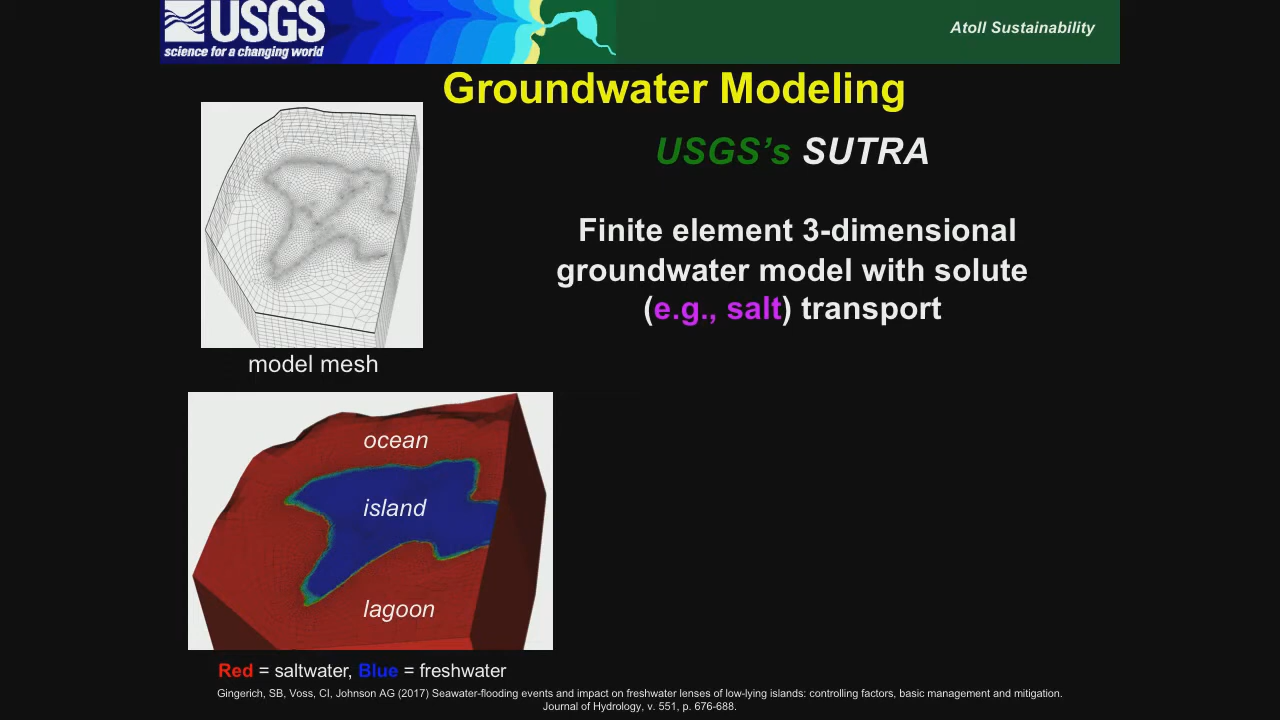 USGS
science for a changing world
Atoll Sustainability
Groundwater Modeling
USGS's SUTRA
Finite element 3-dimensional
groundwater model with solute
(e.g., salt) transport
model mesh
ocean
island
lagoon
Red = saltwater, Blue = freshwater
Gingerich, SB, Voss, CI, Johnson AG (2017) Seawater-flooding events and impact on freshwater lenses of low-lying islands: controlling factors, basic management and mitigation.
Journal of Hydrology, v. 551, p. 676-688.